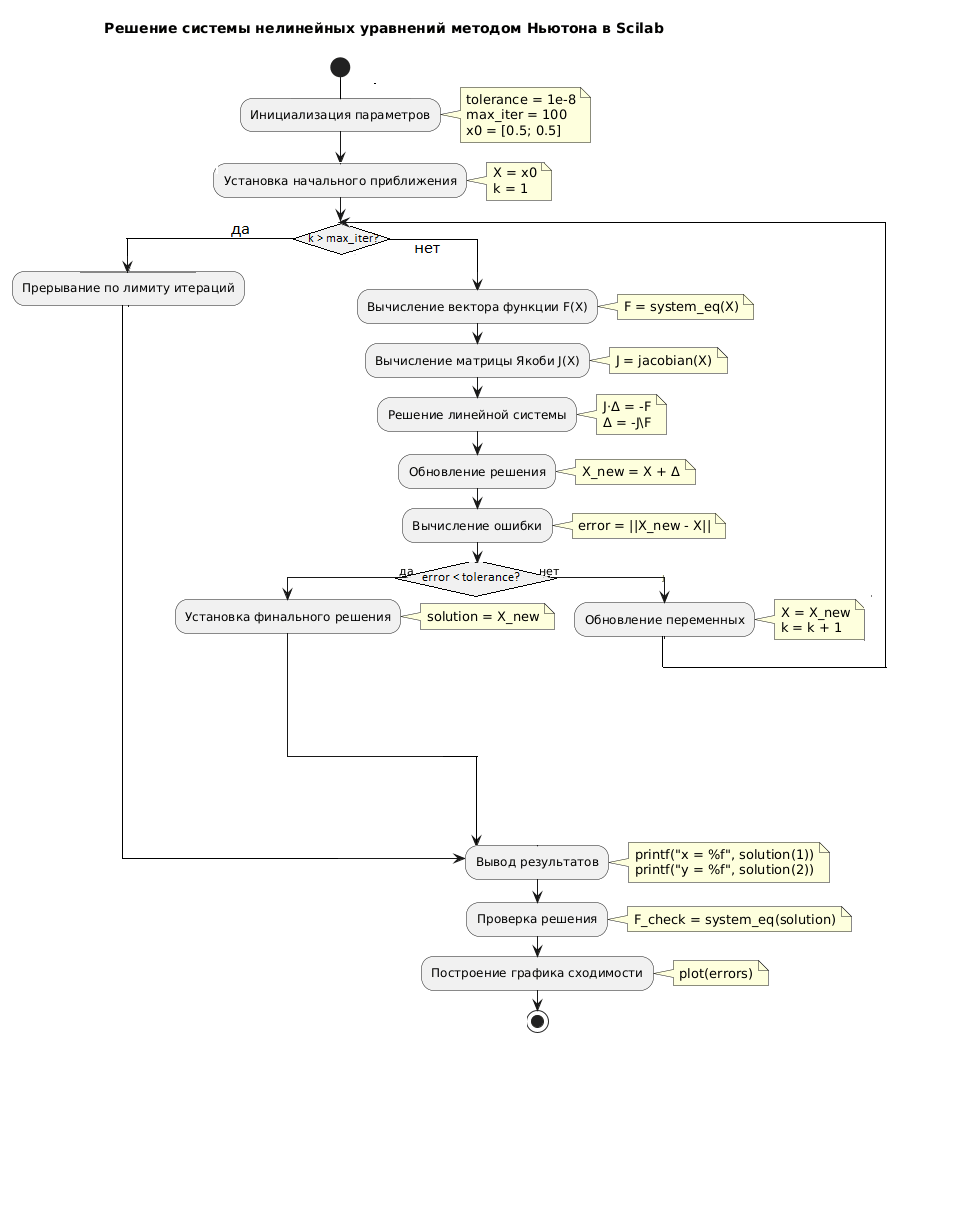 Решение системы нелинейных уравнений методом Ньютона в Scilab
Инициализация параметров
tolerance = 1e-8
max_iter = 100
x0 = [0.5; 0.5]
Установка начального приближения
X = x0
k = 1
да
k > max_iter?
нет
Прерывание по лимиту итераций
Вычисление вектора функции F(X)
F = system_eq(X)
Вычисление матрицы Якоби J(X)
J = jacobian(X)
Решение линейной системы
J·Δ = -F
Δ = -J\F
Обновление решения
X_new = X + Δ
Вычисление ошибки
error = ||X_new - X||
да
error < tolerance?
нет
Установка финального решения
solution = X_new
Обновление переменных
X = X_new
k = k + 1
Вывод результатов
printf("x = %f", solution(1))
printf("y = %f", solution(2))
Проверка решения
F_check = system_eq(solution)
Построение графика сходимости
plot(errors)